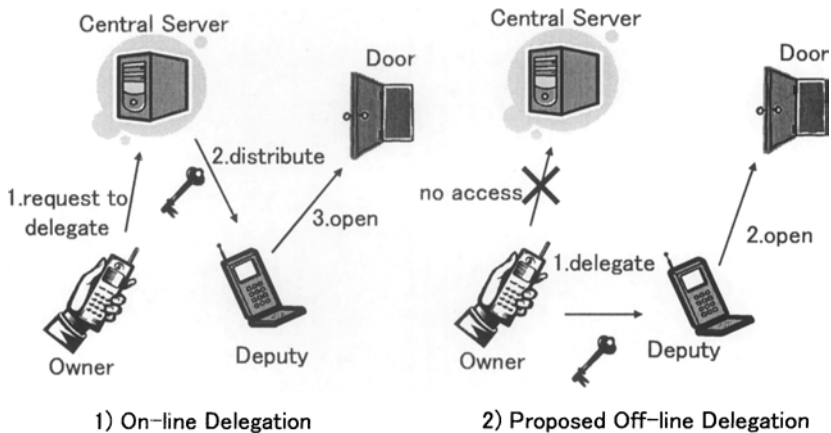 Central Server
Door
1.request to
delegate
2.distribute
3.open
Owner
Deputy
1) On-line Delegation
Central Server
Door
no access
1.delegate
2.open
Owner
Deputy
2) Proposed Off-line Delegation